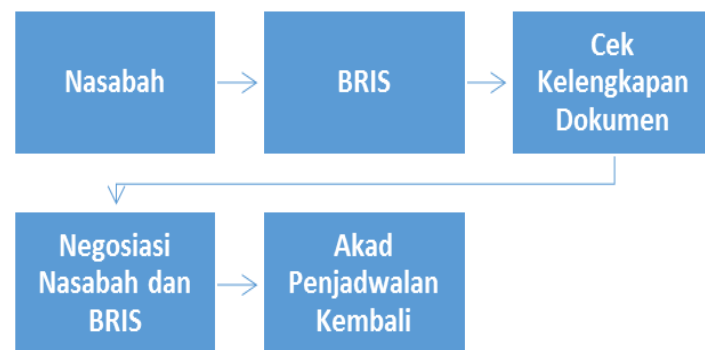 Nasabah
BRIS
Cek
Kelengkapan
Dokumen
Negosiasi
Nasabah dan
BRIS
Akad
Penjadwalan
Kembali